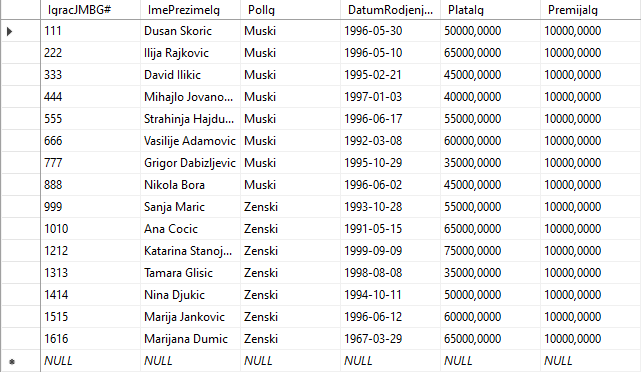 IgracJMBG# ImePrezimeIg PolIg DatumRodjenj... PlataIg PremijaIg
111 Dusan Skoric Muski 1996-05-30 50000,0000 10000,0000
222 Ilija Rajkovic Muski 1996-05-10 65000,0000 10000,0000
333 David Ilikic Muski 1995-02-21 45000,0000 10000,0000
444 Mihajlo Jovano... Muski 1997-01-03 40000,0000 10000,0000
555 Strahinja Hajdu... Muski 1996-06-17 55000,0000 10000,0000
666 Vasilije Adamovic Muski 1992-03-08 60000,0000 10000,0000
777 Grigor Dabizljevic Muski 1995-10-29 35000,0000 10000,0000
888 Nikola Bora Muski 1996-06-02 45000,0000 10000,0000
999 Sanja Maric Zenski 1993-10-28 55000,0000 10000,0000
1010 Ana Cocic Zenski 1991-05-15 65000,0000 10000,0000
1212 Katarina Stanoj... Zenski 1999-09-09 75000,0000 10000,0000
1313 Tamara Glisic Zenski 1998-08-08 35000,0000 10000,0000
1414 Nina Djukic Zenski 1994-10-11 50000,0000 10000,0000
1515 Marija Jankovic Zenski 1996-06-12 60000,0000 10000,0000
1616 Marijana Dumic Zenski 1967-03-29 65000,0000 10000,0000
NULL NULL NULL NULL NULL NULL